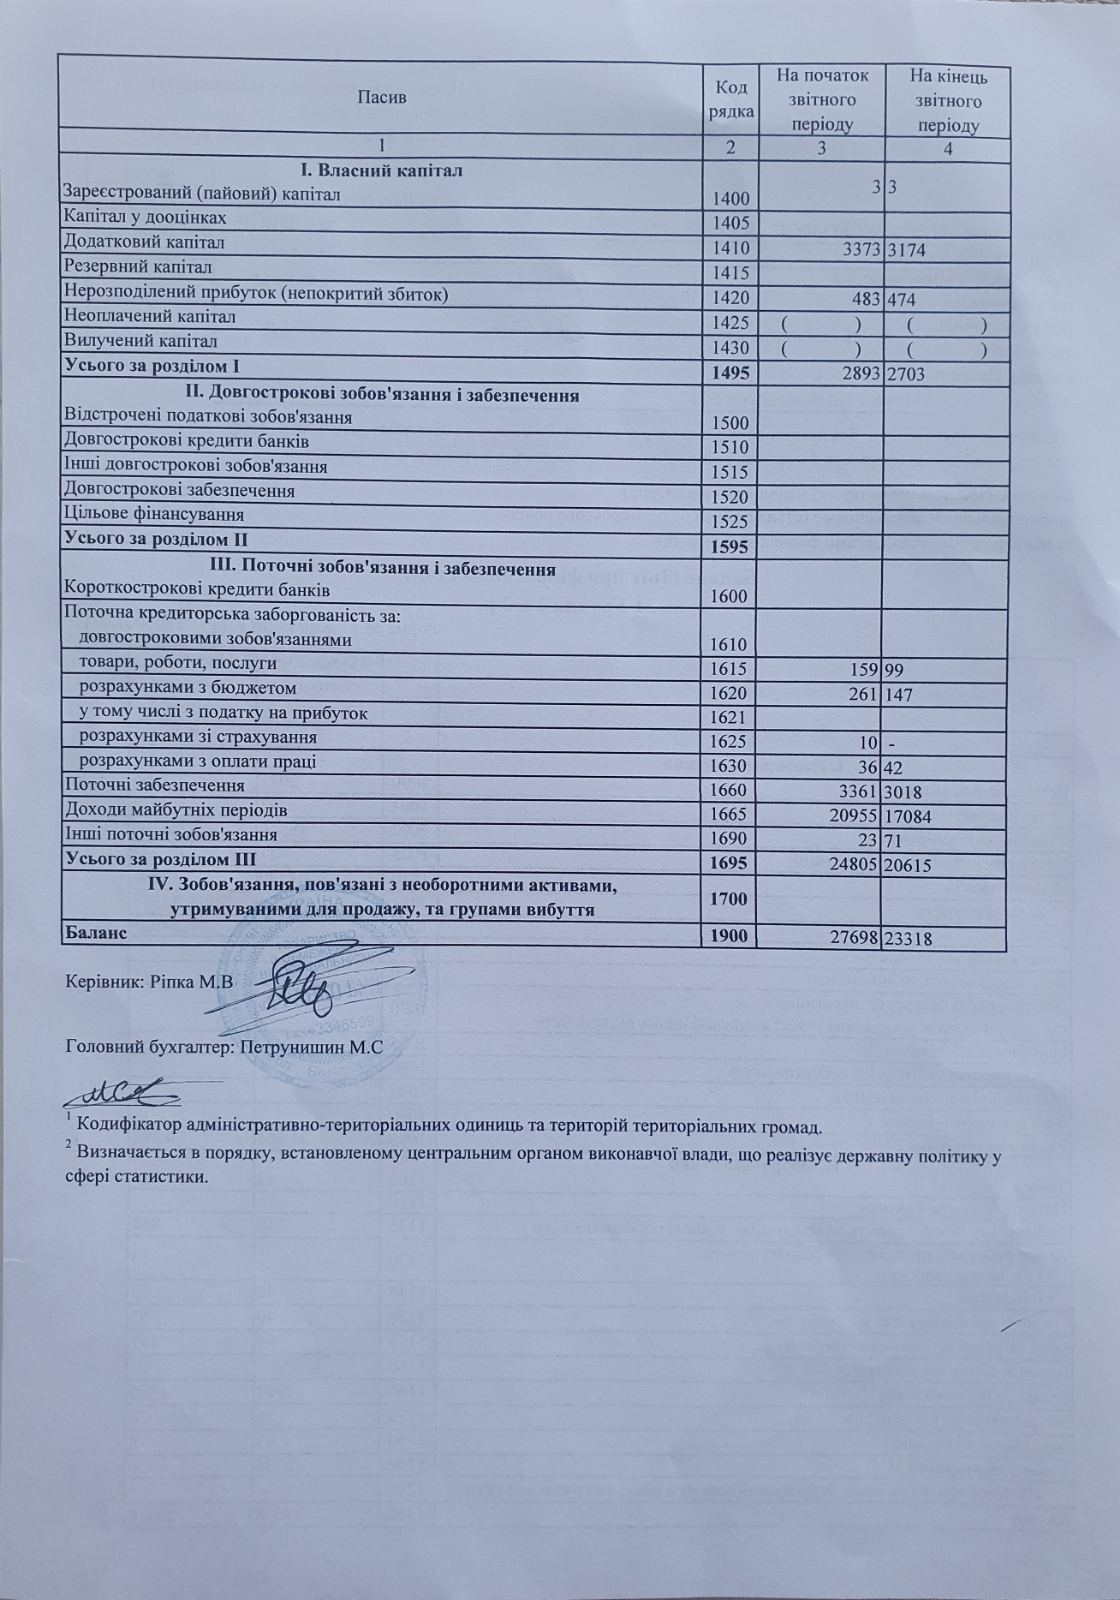 Пасив Код рядка На початок звітного періоду На кінець звітного періоду
1 2 3 4
I. Власний капітал
Зареєстрований (пайовий) капітал 1400 3 3
Капітал у дооцінках 1405
Додатковий капітал 1410 3373 3174
Резервний капітал 1415
Нерозподілений прибуток (непокритий збиток) 1420 483 474
Неоплачений капітал 1425 ( ) ( )
Вилучений капітал 1430 ( ) ( )
Усього за розділом I 1495 2893 2703
II. Довгострокові зобов'язання і забезпечення
Відстрочені податкові зобов'язання 1500
Довгострокові кредити банків 1510
Інші довгострокові зобов'язання 1515
Довгострокові забезпечення 1520
Цільове фінансування 1525
Усього за розділом II 1595
III. Поточні зобов'язання і забезпечення
Короткострокові кредити банків 1600
Поточна кредиторська заборгованість за:
довгостроковими зобов'язаннями 1610
товари, роботи, послуги 1615 159 99
розрахунками з бюджетом 1620 261 147
у тому числі з податку на прибуток 1621
розрахунками зі страхування 1625 10 -
розрахунками з оплати праці 1630 36 42
Поточні забезпечення 1660 3361 3018
Доходи майбутніх періодів 1665 20955 17084
Інші поточні зобов'язання 1690 23 71
Усього за розділом III 1695 24805 20615
IV. Зобов'язання, пов'язані з необоротними активами,
утримуваними для продажу, та групами вибуття 1700
Баланс 1900 27698 23318
Керівник: Ріпка М.В
Головний бухгалтер: Петрунишин М.С
1 Кодифікатор адміністративно-територіальних одиниць та територій територіальних громад.
2 Визначається в порядку, встановленому центральним органом виконавчої влади, що реалізує державну політику у
сфері статистики.